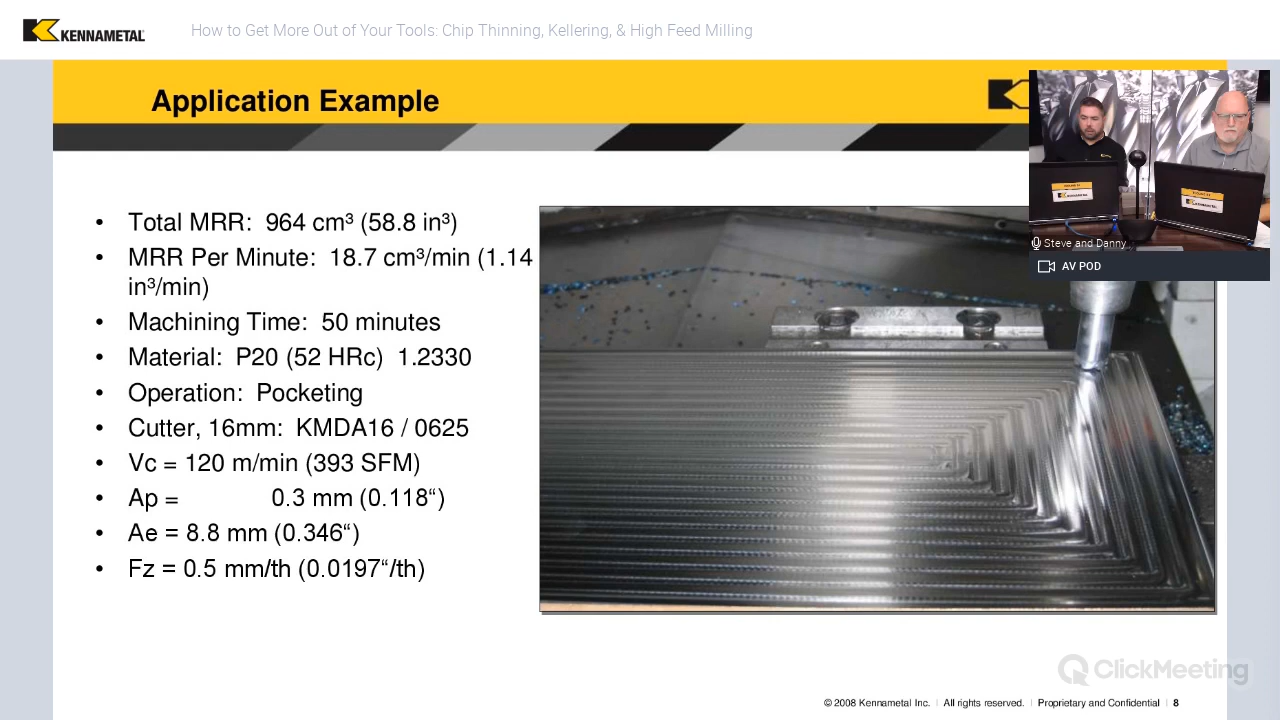 KENNAMETAL
How to Get More Out of Your Tools: Chip Thinning, Kellering, & High Feed Milling
Application Example
• Total MRR:  964 cm³ (58.8 in³)
• MRR Per Minute:  18.7 cm³/min (1.14
in³/min)
• Machining Time:  50 minutes
• Material:  P20 (52 HRc)  1.2330
• Operation:  Pocketing
• Cutter, 16mm:  KMDA16 / 0625
• Vc = 120 m/min (393 SFM)
• Ap =  0.3 mm (0.118“)
• Ae = 8.8 mm (0.346“)
• Fz = 0.5 mm/th (0.0197“/th)
Steve and Danny...
AV POD
ClickMeeting
© 2008 Kennametal Inc. | All rights reserved. | Proprietary and Confidential | 8